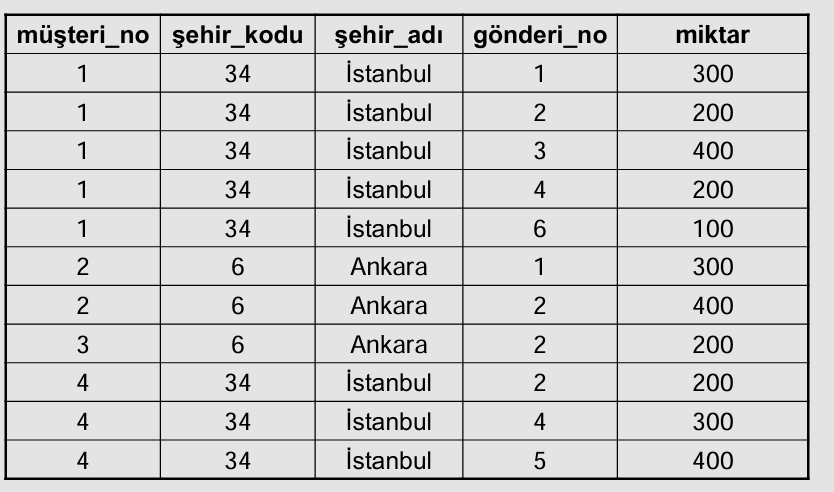 müşteri_no şehir_kodu şehir_adı gönderi_no miktar
1 34 İstanbul 1 300
1 34 İstanbul 2 200
1 34 İstanbul 3 400
1 34 İstanbul 4 200
1 34 İstanbul 6 100
2 6 Ankara 1 300
2 6 Ankara 2 400
3 6 Ankara 2 200
4 34 İstanbul 2 200
4 34 İstanbul 4 300
4 34 İstanbul 5 400